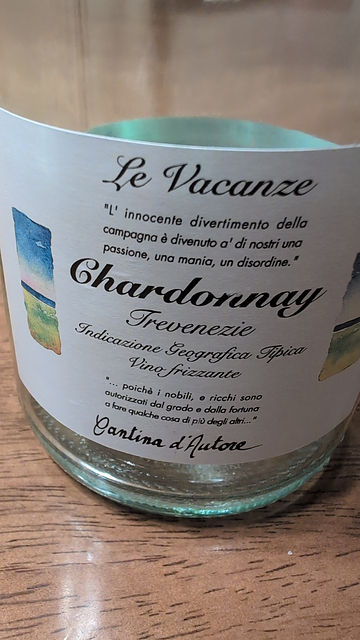 Le Vacanze
"L' innocente divertimento della
campagna è divenuto a' di nostri una
passione, una mania, un disordine."
Chardonnay
Trevenezie
Indicazione Geografica Tipica
Vino frizzante
"... poichè i nobili, e ricchi sono
autorizzati dal grado e dalla fortuna
a fare qualche cosa di più degli altri..."
Cantina d'Autore